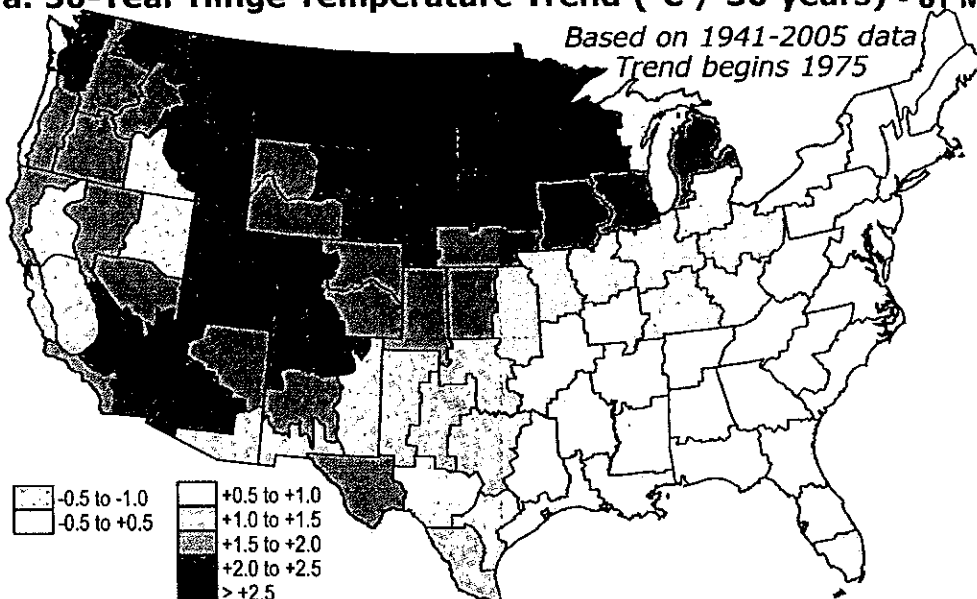 a. 30-Year Hinge Temperature Trend (°C / 30 years) -
Based on 1941-2005 data
Trend begins 1975
-0.5 to -1.0
-0.5 to +0.5
+0.5 to +1.0
+1.0 to +1.5
+1.5 to +2.0
+2.0 to +2.5
> +2.5